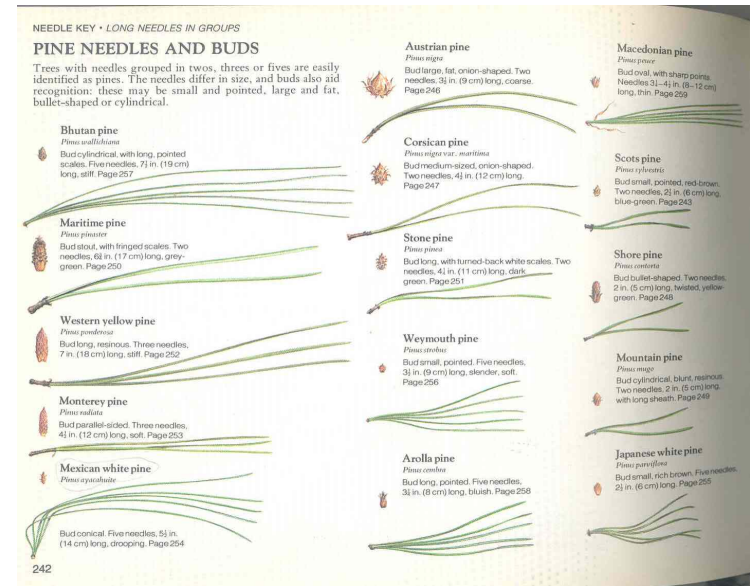 NEEDLE KEY • LONG NEEDLES IN GROUPS
PINE NEEDLES AND BUDS
Trees with needles grouped in twos, threes or fives are easily
identified as pines. The needles differ in size, and buds also aid
recognition: these may be small and pointed, large and fat,
bullet-shaped or cylindrical.
Bhutan pine
Pinus wallichiana
Bud cylindrical, with long, pointed
scales. Five needles, 7½ in. (19 cm)
long, stiff. Page 257
Maritime pine
Pinus pinaster
Bud stout, with fringed scales. Two
needles, 6¾ in. (17 cm) long, grey-
green. Page 250
Western yellow pine
Pinus ponderosa
Bud long, resinous. Three needles,
7 in. (18 cm) long, stiff. Page 252
Monterey pine
Pinus radiata
Bud parallel-sided. Three needles,
4¾ in. (12 cm) long, soft. Page 253
Mexican white pine
Pinus ayacahuite
Bud conical. Five needles, 5½ in.
(14 cm) long, drooping. Page 254
242
Austrian pine
Pinus nigra
Bud large, fat, onion-shaped. Two
needles, 3½ in. (9 cm) long, coarse.
Page 246
Corsican pine
Pinus nigra var. maritima
Bud medium-sized, onion-shaped.
Two needles, 4¾ in. (12 cm) long.
Page 247
Stone pine
Pinus pinea
Bud long, with turned-back white scales. Two
needles, 4½ in. (11 cm) long, dark
green. Page 251
Weymouth pine
Pinus strobus
Bud small, pointed. Five needles,
3½ in. (9 cm) long, slender, soft.
Page 256
Arolla pine
Pinus cembra
Bud long, pointed. Five needles,
3¼ in. (8 cm) long, bluish. Page 258
Macedonian pine
Pinus peuce
Bud oval, with sharp points.
Needles 3¼–4¾ in. (8–12 cm)
long, thin. Page 259
Scots pine
Pinus sylvestris
Bud small, pointed, red-brown.
Two needles, 2½ in. (6 cm) long,
blue-green. Page 243
Shore pine
Pinus contorta
Bud bullet-shaped. Two needles,
2 in. (5 cm) long, twisted, yellow-
green. Page 248
Mountain pine
Pinus mugo
Bud cylindrical, blunt, resinous.
Two needles, 2 in. (5 cm) long,
with long sheath. Page 249
Japanese white pine
Pinus parviflora
Bud small, rich brown. Five needles,
2½ in. (6 cm) long. Page 255